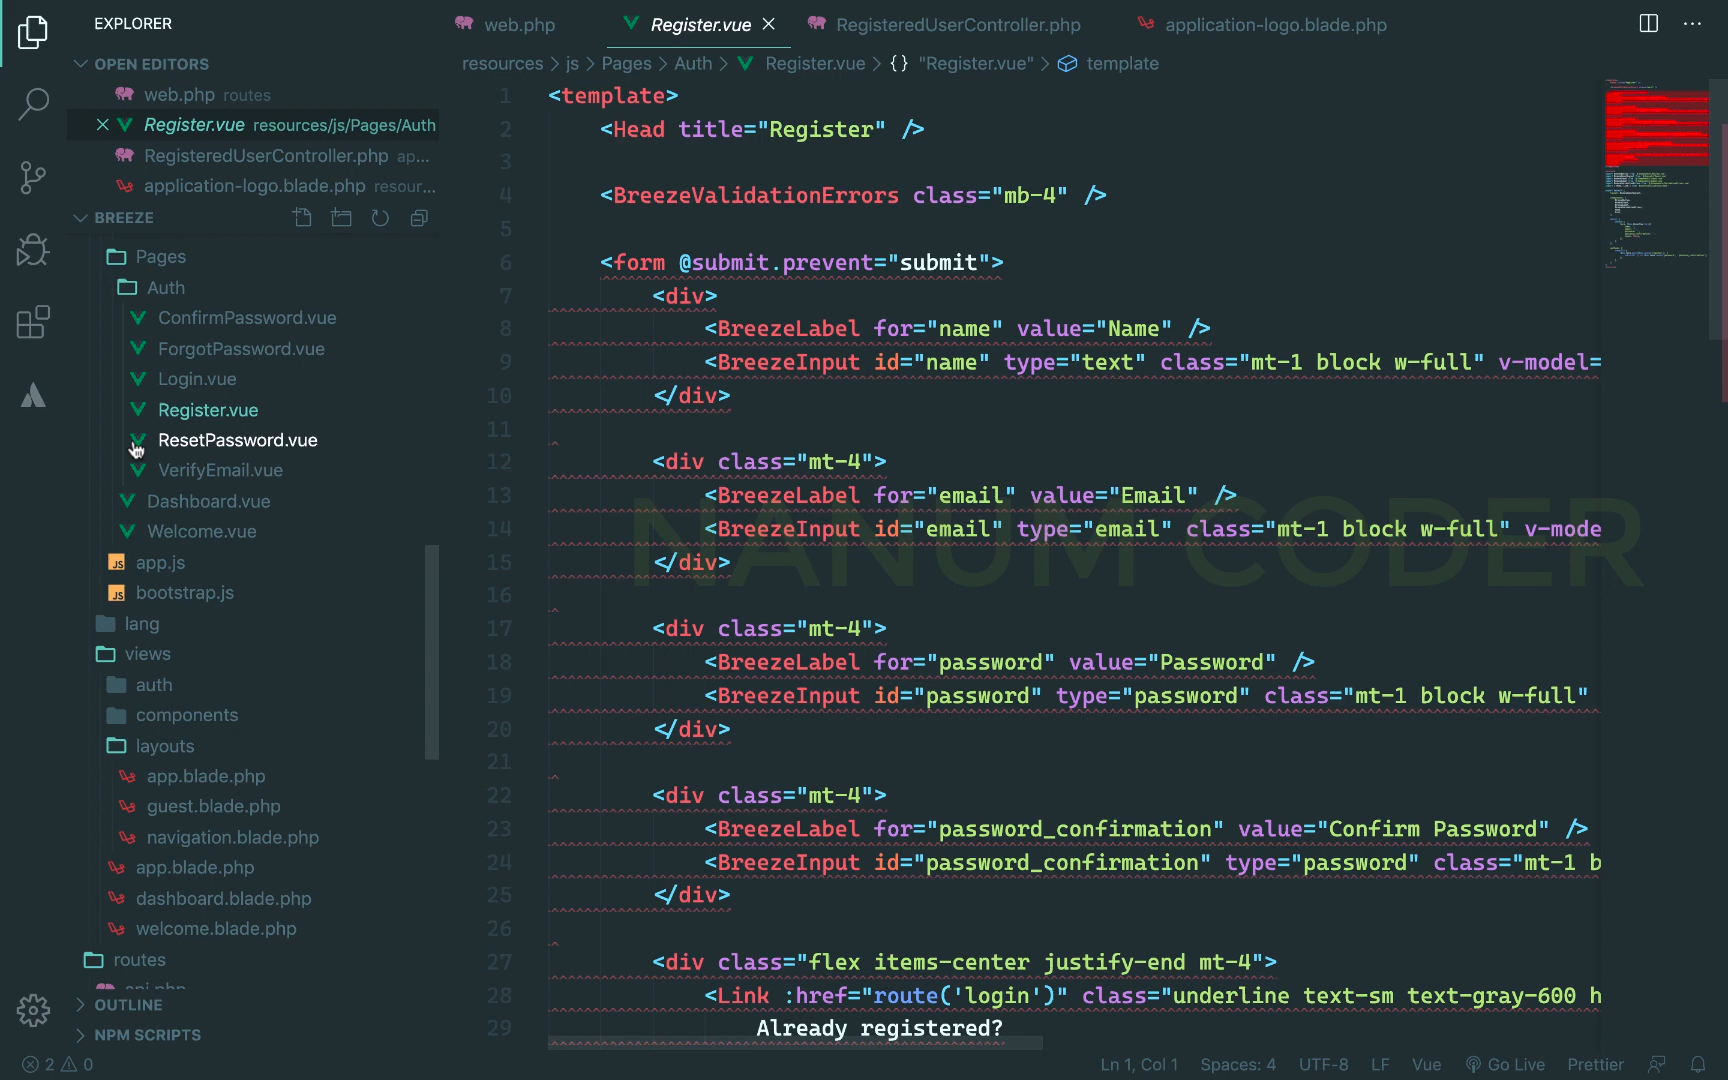 EXPLORER
OPEN EDITORS
web.php routes
Register.vue resources/js/Pages/Auth
RegisteredUserController.php ap...
application-logo.blade.php resour...
BREEZE
Pages
Auth
ConfirmPassword.vue
ForgotPassword.vue
Login.vue
Register.vue
ResetPassword.vue
VerifyEmail.vue
Dashboard.vue
Welcome.vue
JS app.js
JS bootstrap.js
lang
views
auth
components
layouts
app.blade.php
guest.blade.php
navigation.blade.php
app.blade.php
dashboard.blade.php
welcome.blade.php
routes
OUTLINE
NPM SCRIPTS
web.php Register.vue RegisteredUserController.php application-logo.blade.php
resources > js > Pages > Auth > Register.vue > {} "Register.vue" > template
1 <template>
2 <Head title="Register" />
3
4 <BreezeValidationErrors class="mb-4" />
5
6 <form @submit.prevent="submit">
7 <div>
8 <BreezeLabel for="name" value="Name" />
9 <BreezeInput id="name" type="text" class="mt-1 block w-full" v-model=
10 </div>
11
12 <div class="mt-4">
13 <BreezeLabel for="email" value="Email" />
14 <BreezeInput id="email" type="email" class="mt-1 block w-full" v-mode
15 </div>
16
17 <div class="mt-4">
18 <BreezeLabel for="password" value="Password" />
19 <BreezeInput id="password" type="password" class="mt-1 block w-full"
20 </div>
21
22 <div class="mt-4">
23 <BreezeLabel for="password_confirmation" value="Confirm Password" />
24 <BreezeInput id="password_confirmation" type="password" class="mt-1 b
25 </div>
26
27 <div class="flex items-center justify-end mt-4">
28 <Link :href="route('login')" class="underline text-sm text-gray-600 h
29 Already registered?
NANUM CODER
2 0 Ln 1, Col 1 Spaces: 4 UTF-8 LF Vue Go Live Prettier